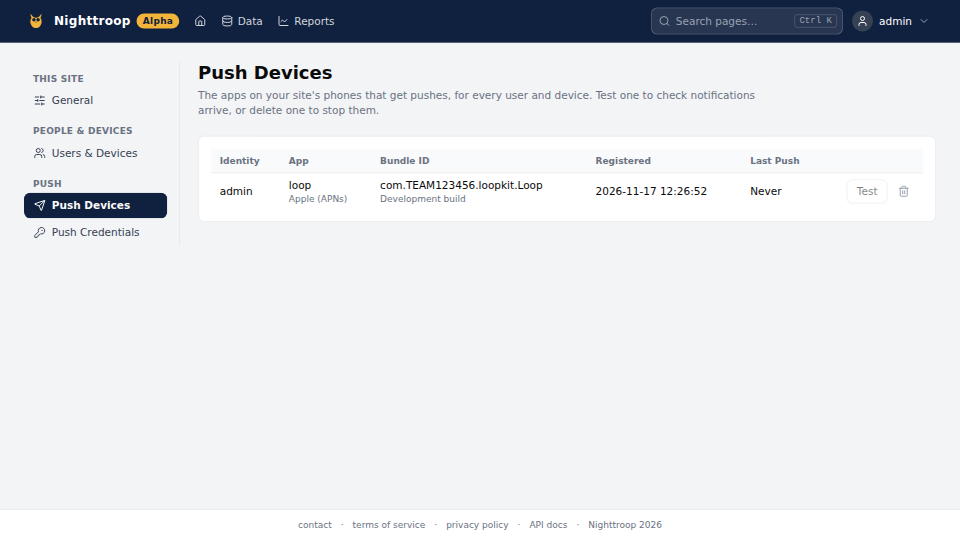 Nighttroop Alpha Data Reports Search pages... Ctrl K admin
THIS SITE
General
PEOPLE & DEVICES
Users & Devices
PUSH
Push Devices
Push Credentials
Push Devices
The apps on your site's phones that get pushes, for every user and device. Test one to check notifications
arrive, or delete one to stop them.
Identity App Bundle ID Registered Last Push
admin loop com.TEAM123456.loopkit.Loop 2026-11-17 12:26:52 Never Test
Apple (APNs) Development build
contact · terms of service · privacy policy · API docs · Nighttroop 2026